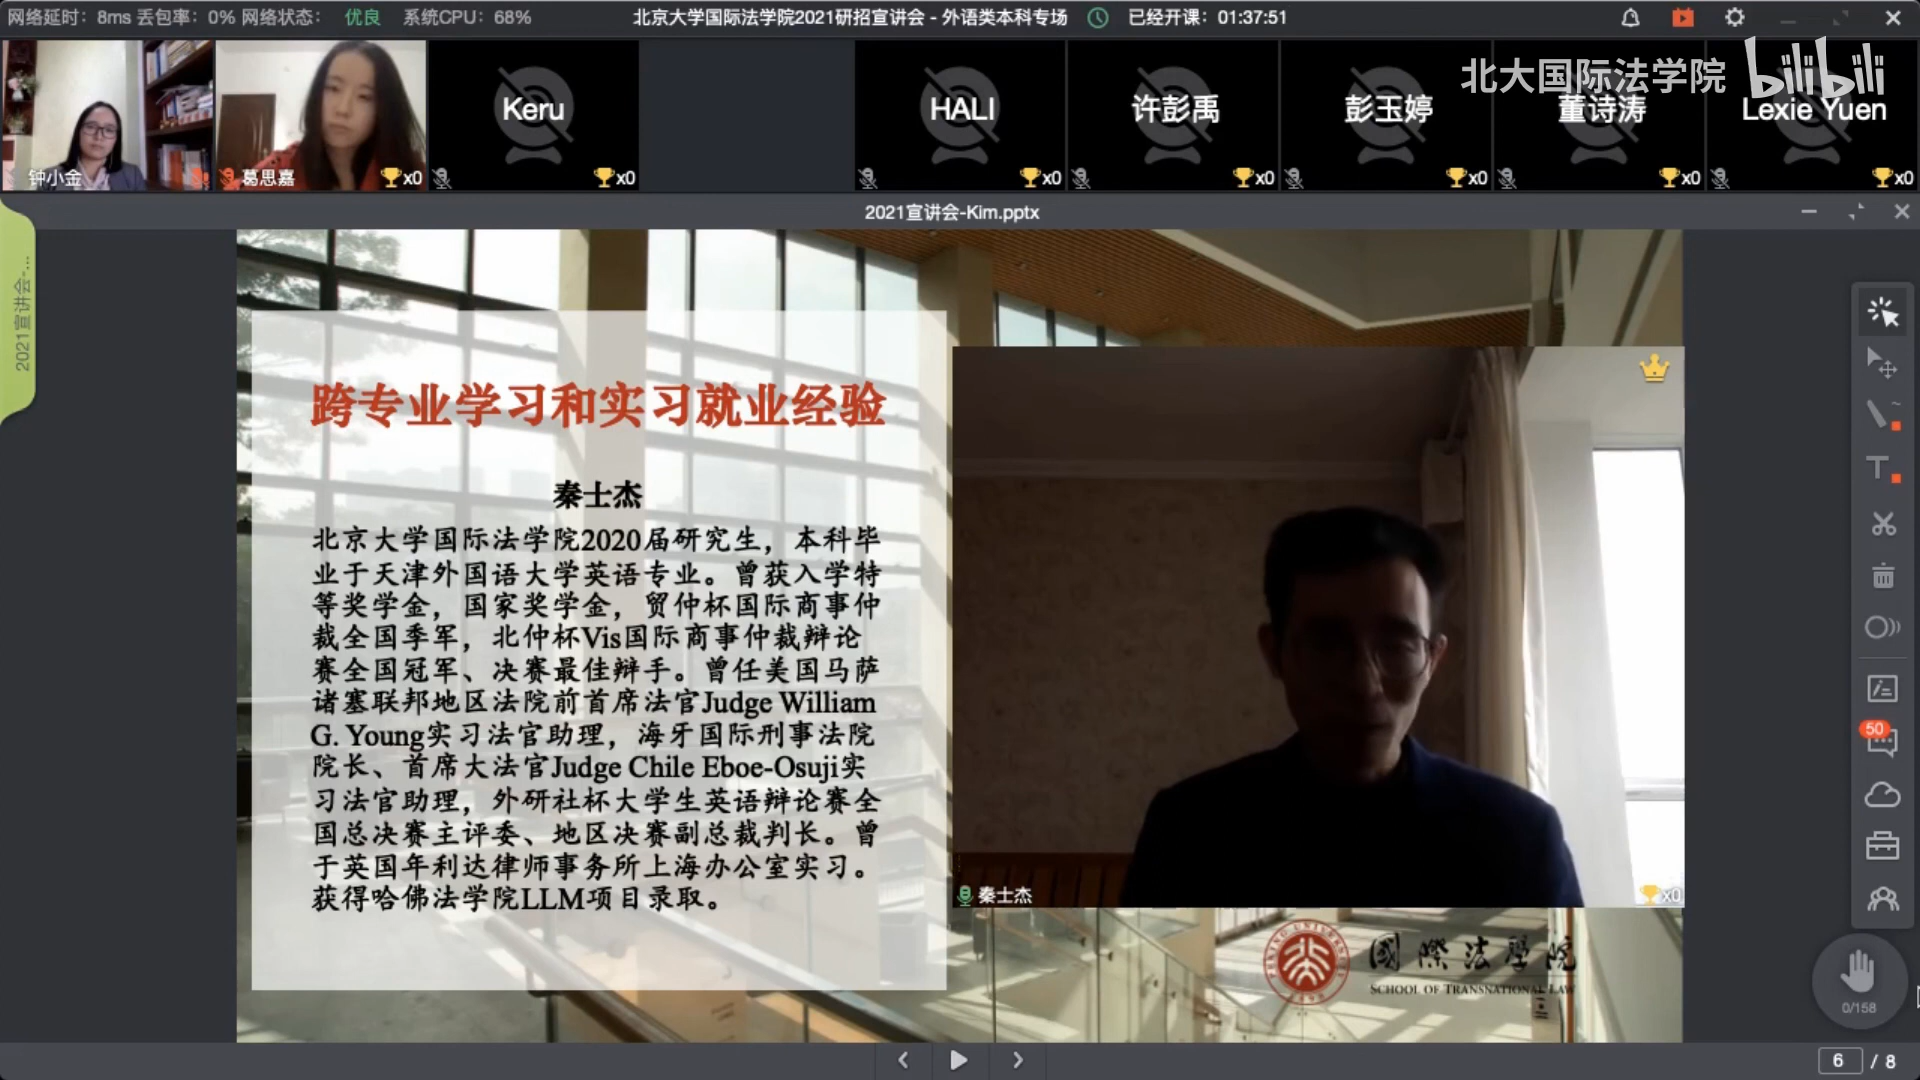 网络延时：8ms 丢包率：0% 网络状态：优良 系统CPU：68%
北京大学国际法学院2021研招宣讲会 - 外语类本科专场
已经开课：01:37:51
北大国际法学院
bilibili
钟小金
葛思嘉
x0
Keru
x0
HALI
x0
许彭禹
x0
彭玉婷
x0
董诗涛
x0
Lexie Yuen
x0
2021宣讲会-Kim.pptx
2021宣讲会-...
跨专业学习和实习就业经验
秦士杰
北京大学国际法学院2020届研究生，本科毕
业于天津外国语大学英语专业。曾获入学特
等奖学金，国家奖学金，贸仲杯国际商事仲
裁全国季军，北仲杯Vis国际商事仲裁辩论
赛全国冠军、决赛最佳辩手。曾任美国马萨
诸塞联邦地区法院前首席法官Judge William
G. Young实习法官助理，海牙国际刑事法院
院长、首席大法官Judge Chile Eboe-Osuji实
习法官助理，外研社杯大学生英语辩论赛全
国总决赛主评委、地区决赛副总裁判长。曾
于英国年利达律师事务所上海办公室实习。
获得哈佛法学院LLM项目录取。
秦士杰
x0
國際法學院
SCHOOL OF TRANSNATIONAL LAW
PEKING UNIVERSITY
1898
50
0/158
6 / 8